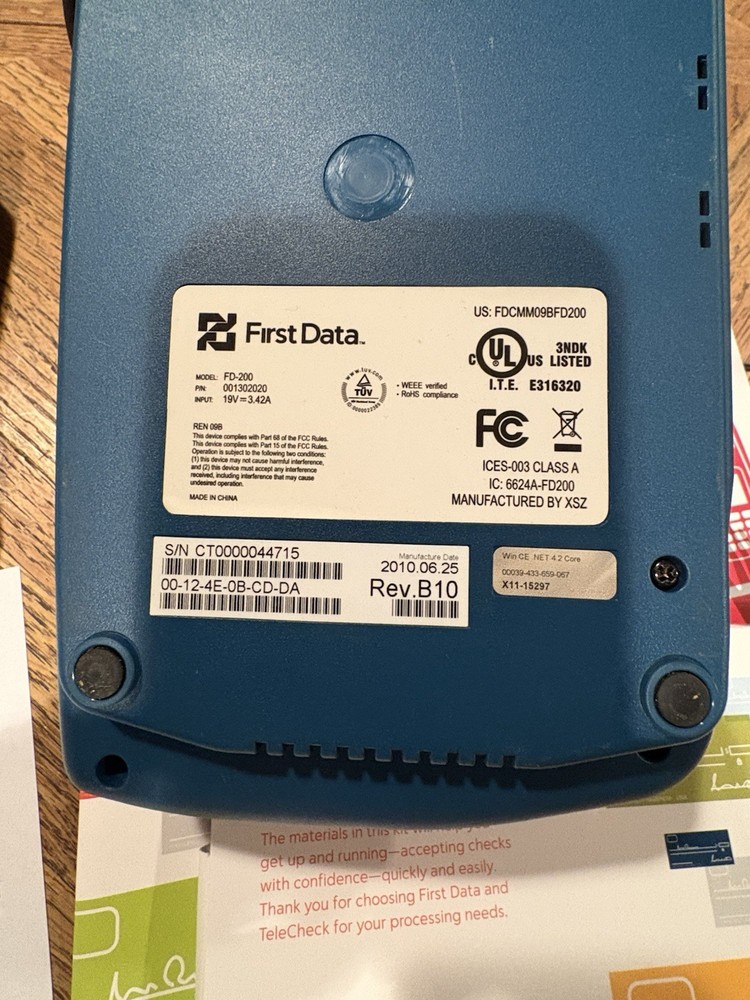 First Data™
MODEL: FD-200
P/N: 001302020
INPUT: 19V⎓3.42A
www.tuv.com
TÜV
• WEEE verified
• RoHS compliance
REN 09B
This device complies with Part 68 of the FCC Rules.
This device complies with Part 15 of the FCC Rules.
Operation is subject to the following two conditions:
(1) this device may not cause harmful interference,
and (2) this device must accept any interference
received, including interference that may cause
undesired operation.
MADE IN CHINA
US: FDCMM09BFD200
C UL US 3NDK
LISTED
I.T.E. E316320
FC
ICES-003 CLASS A
IC: 6624A-FD200
MANUFACTURED BY XSZ
S/N CT0000044715
00-12-4E-0B-CD-DA
Manufacture Date
2010.06.25
Rev.B10
Win CE .NET 4.2 Core
00039-433-659-067
X11-15297
The materials in this kit will
get up and running—accepting checks
with confidence—quickly and easily.
Thank you for choosing First Data and
TeleCheck for your processing needs.